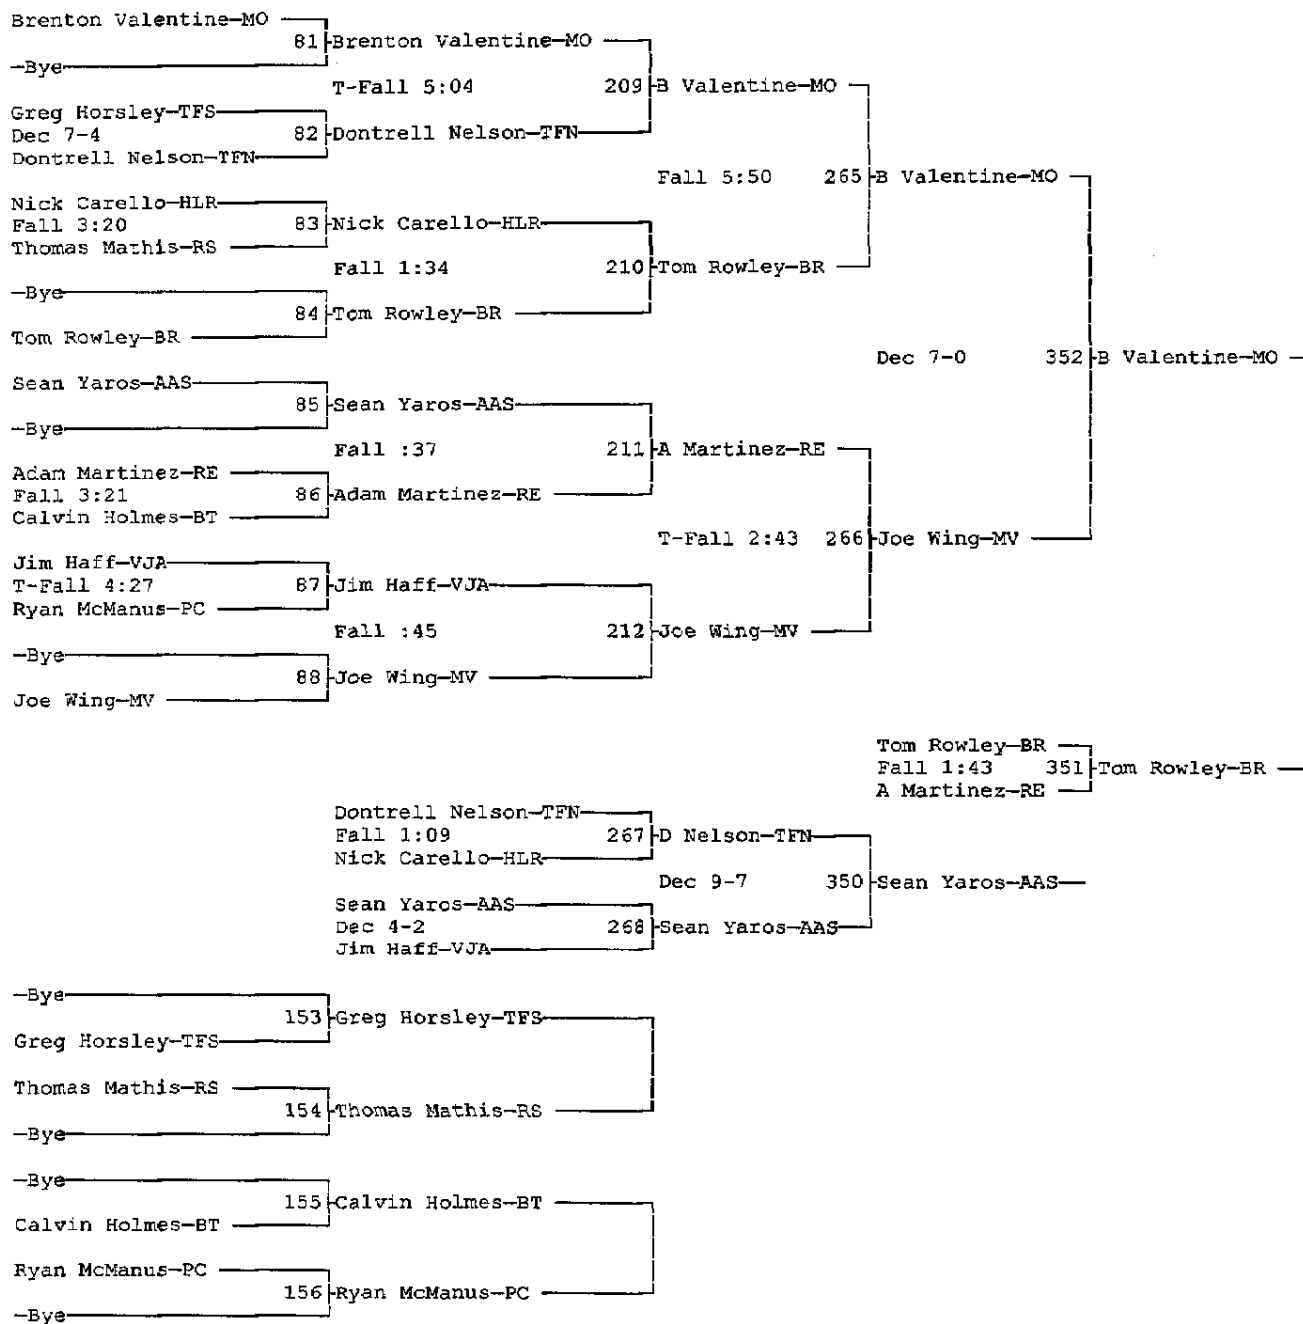 Brenton Valentine-MO
81 Brenton Valentine-MO
-Bye
T-Fall 5:04 209 B Valentine-MO
Greg Horsley-TFS
Dec 7-4 82 Dontrell Nelson-TFN
Dontrell Nelson-TFN
Fall 5:50 265 B Valentine-MO
Nick Carello-HLR
Fall 3:20 83 Nick Carello-HLR
Thomas Mathis-RS
Fall 1:34 210 Tom Rowley-BR
-Bye
84 Tom Rowley-BR
Tom Rowley-BR
Dec 7-0 352 B Valentine-MO
Sean Yaros-AAS
85 Sean Yaros-AAS
-Bye
Fall :37 211 A Martinez-RE
Adam Martinez-RE
Fall 3:21 86 Adam Martinez-RE
Calvin Holmes-BT
T-Fall 2:43 266 Joe Wing-MV
Jim Haff-VJA
T-Fall 4:27 87 Jim Haff-VJA
Ryan McManus-PC
Fall :45 212 Joe Wing-MV
-Bye
88 Joe Wing-MV
Joe Wing-MV
Tom Rowley-BR
Fall 1:43 351 Tom Rowley-BR
A Martinez-RE
Dontrell Nelson-TFN
Fall 1:09 267 D Nelson-TFN
Nick Carello-HLR
Dec 9-7 350 Sean Yaros-AAS
Sean Yaros-AAS
Dec 4-2 268 Sean Yaros-AAS
Jim Haff-VJA
-Bye
153 Greg Horsley-TFS
Greg Horsley-TFS
Thomas Mathis-RS
154 Thomas Mathis-RS
-Bye
-Bye
155 Calvin Holmes-BT
Calvin Holmes-BT
Ryan McManus-PC
156 Ryan McManus-PC
-Bye